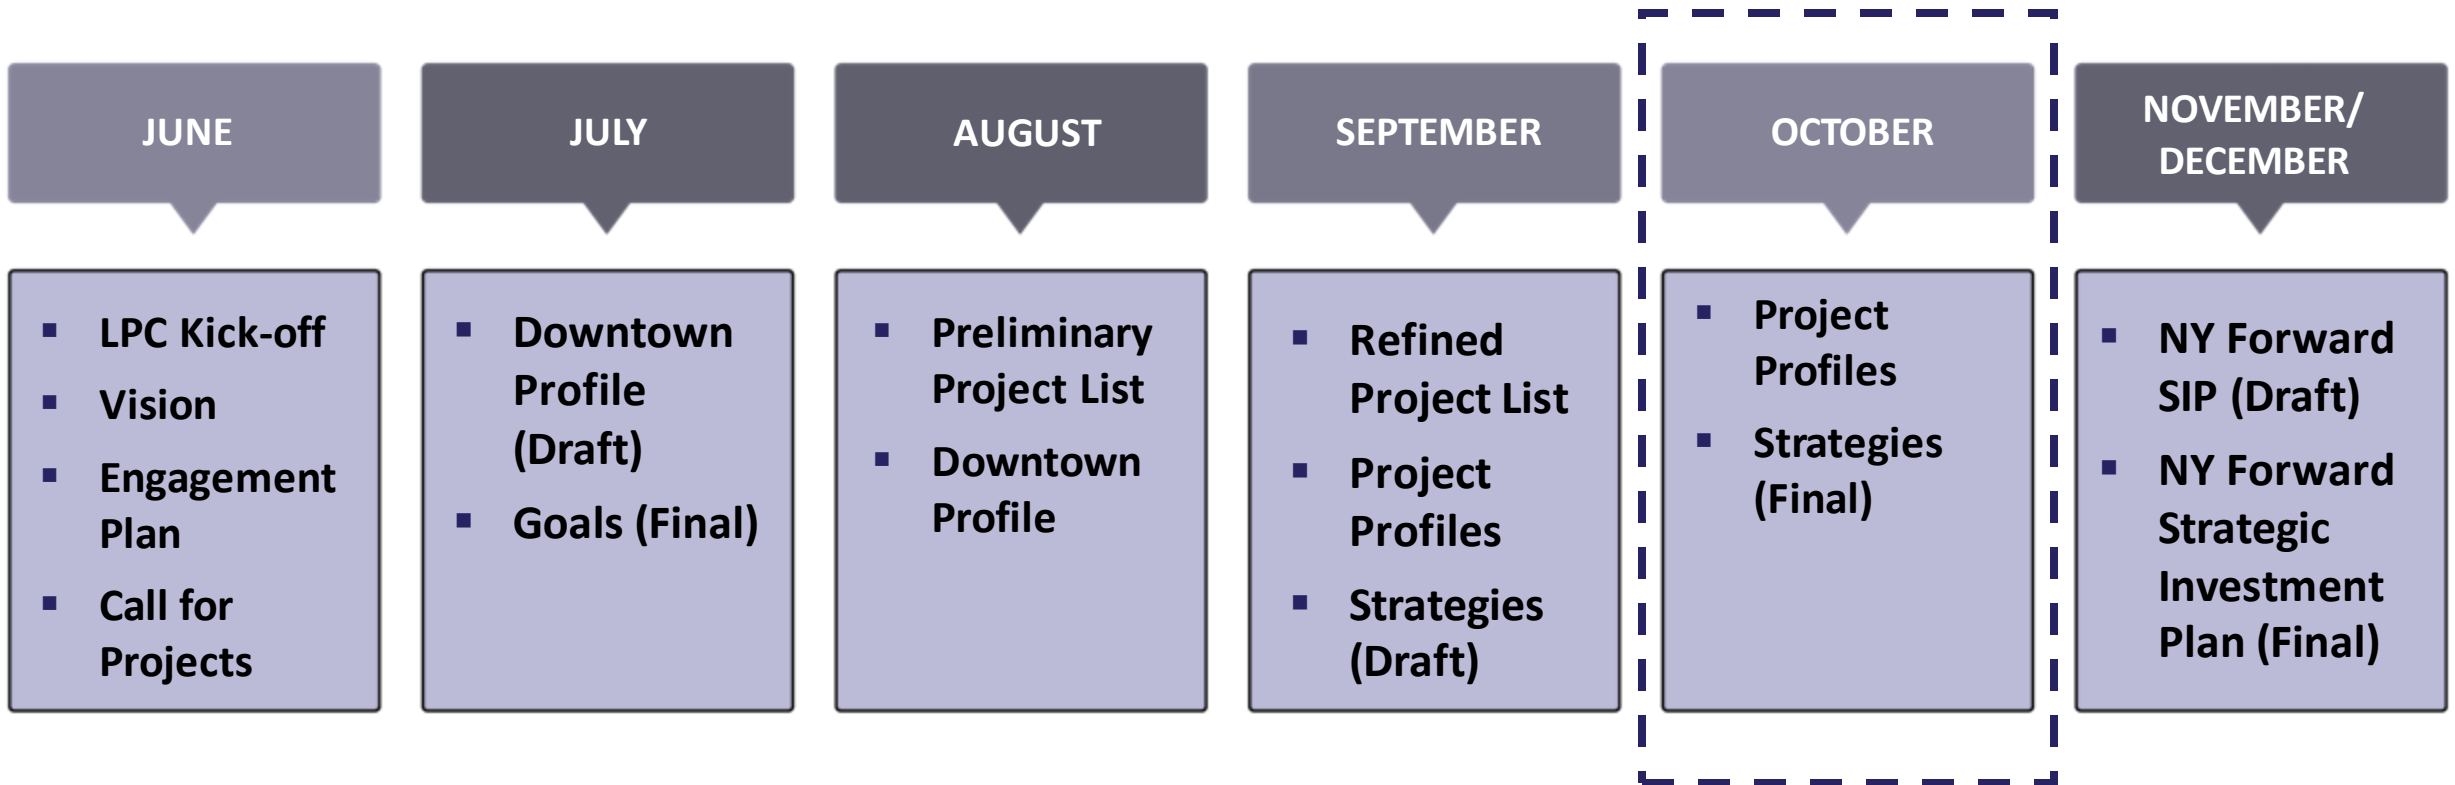 JUNE
LPC Kick-off
Vision
Engagement
Plan
Call for
Projects
JULY
Downtown
Profile
(Draft)
Goals (Final)
AUGUST
Preliminary
Project List
Downtown
Profile
SEPTEMBER
Refined
Project List
Project
Profiles
Strategies
(Draft)
OCTOBER
Project
Profiles
Strategies
(Final)
NOVEMBER/
DECEMBER
NY Forward
SIP (Draft)
NY Forward
Strategic
Investment
Plan (Final)